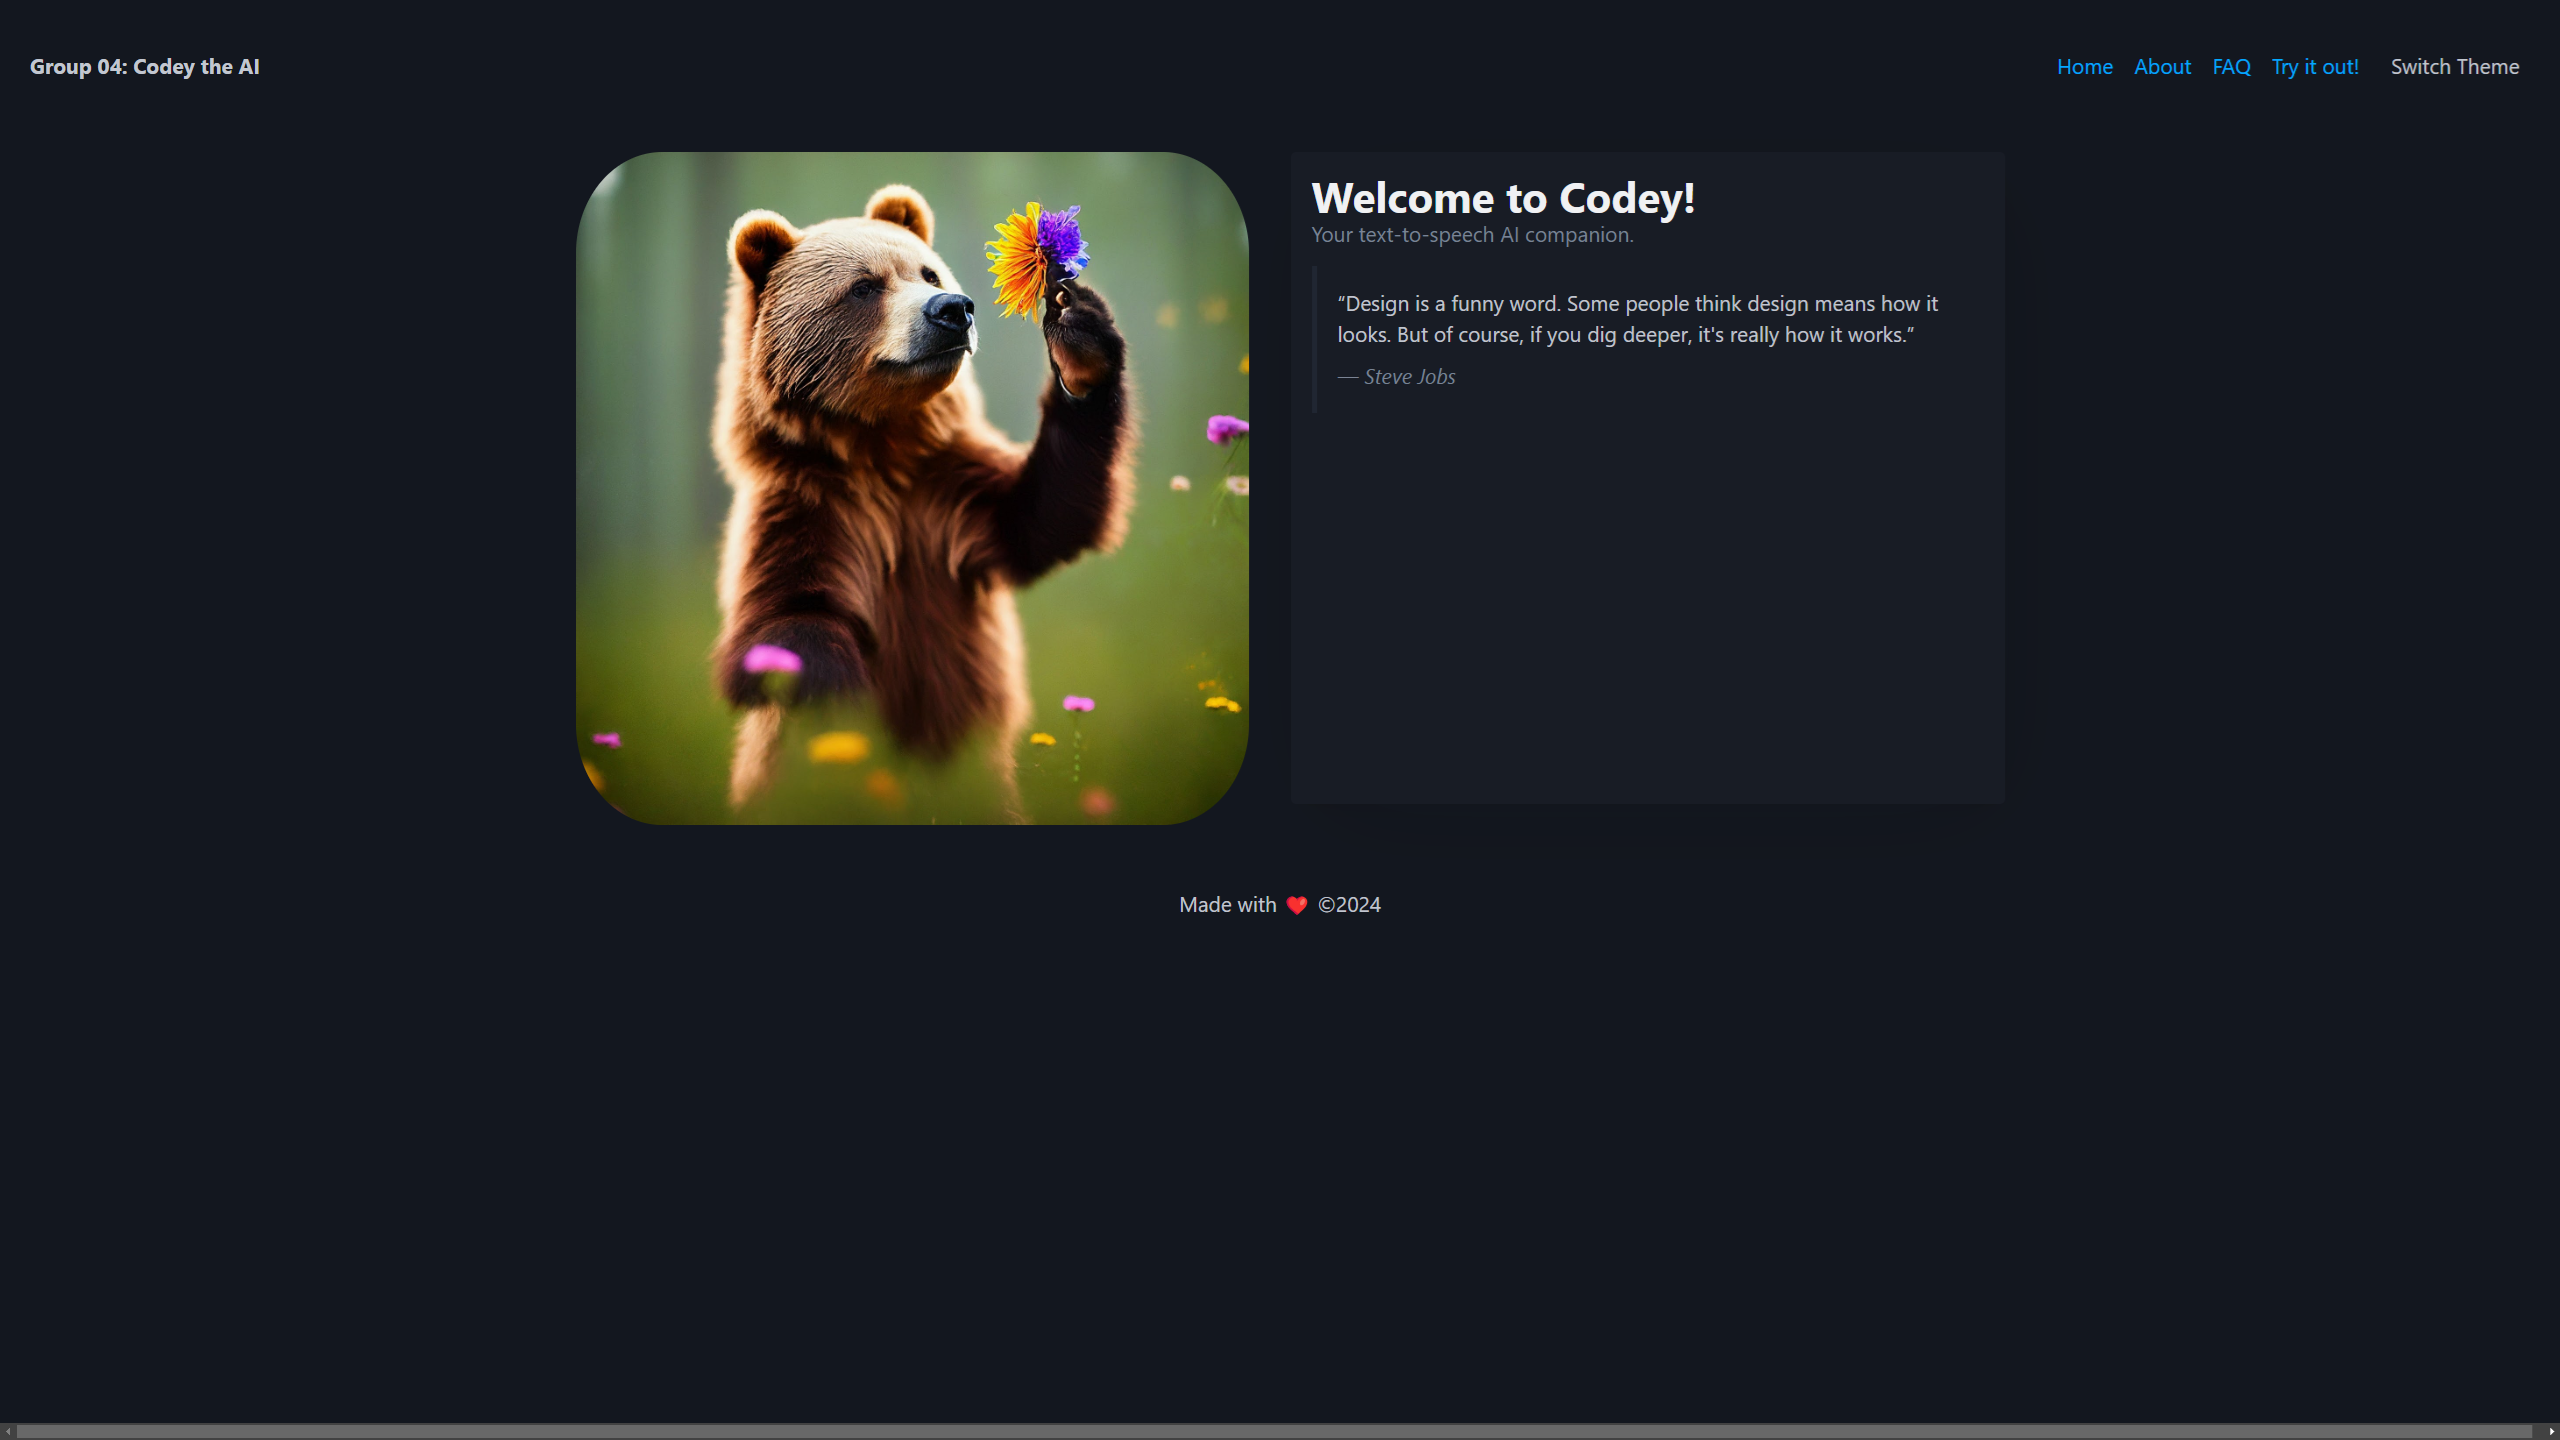 Group 04: Codey the AI
Home About FAQ Try it out! Switch Theme
Welcome to Codey!
Your text-to-speech AI companion.
“Design is a funny word. Some people think design means how it
looks. But of course, if you dig deeper, it's really how it works.”
— Steve Jobs
Made with ❤️ ©2024